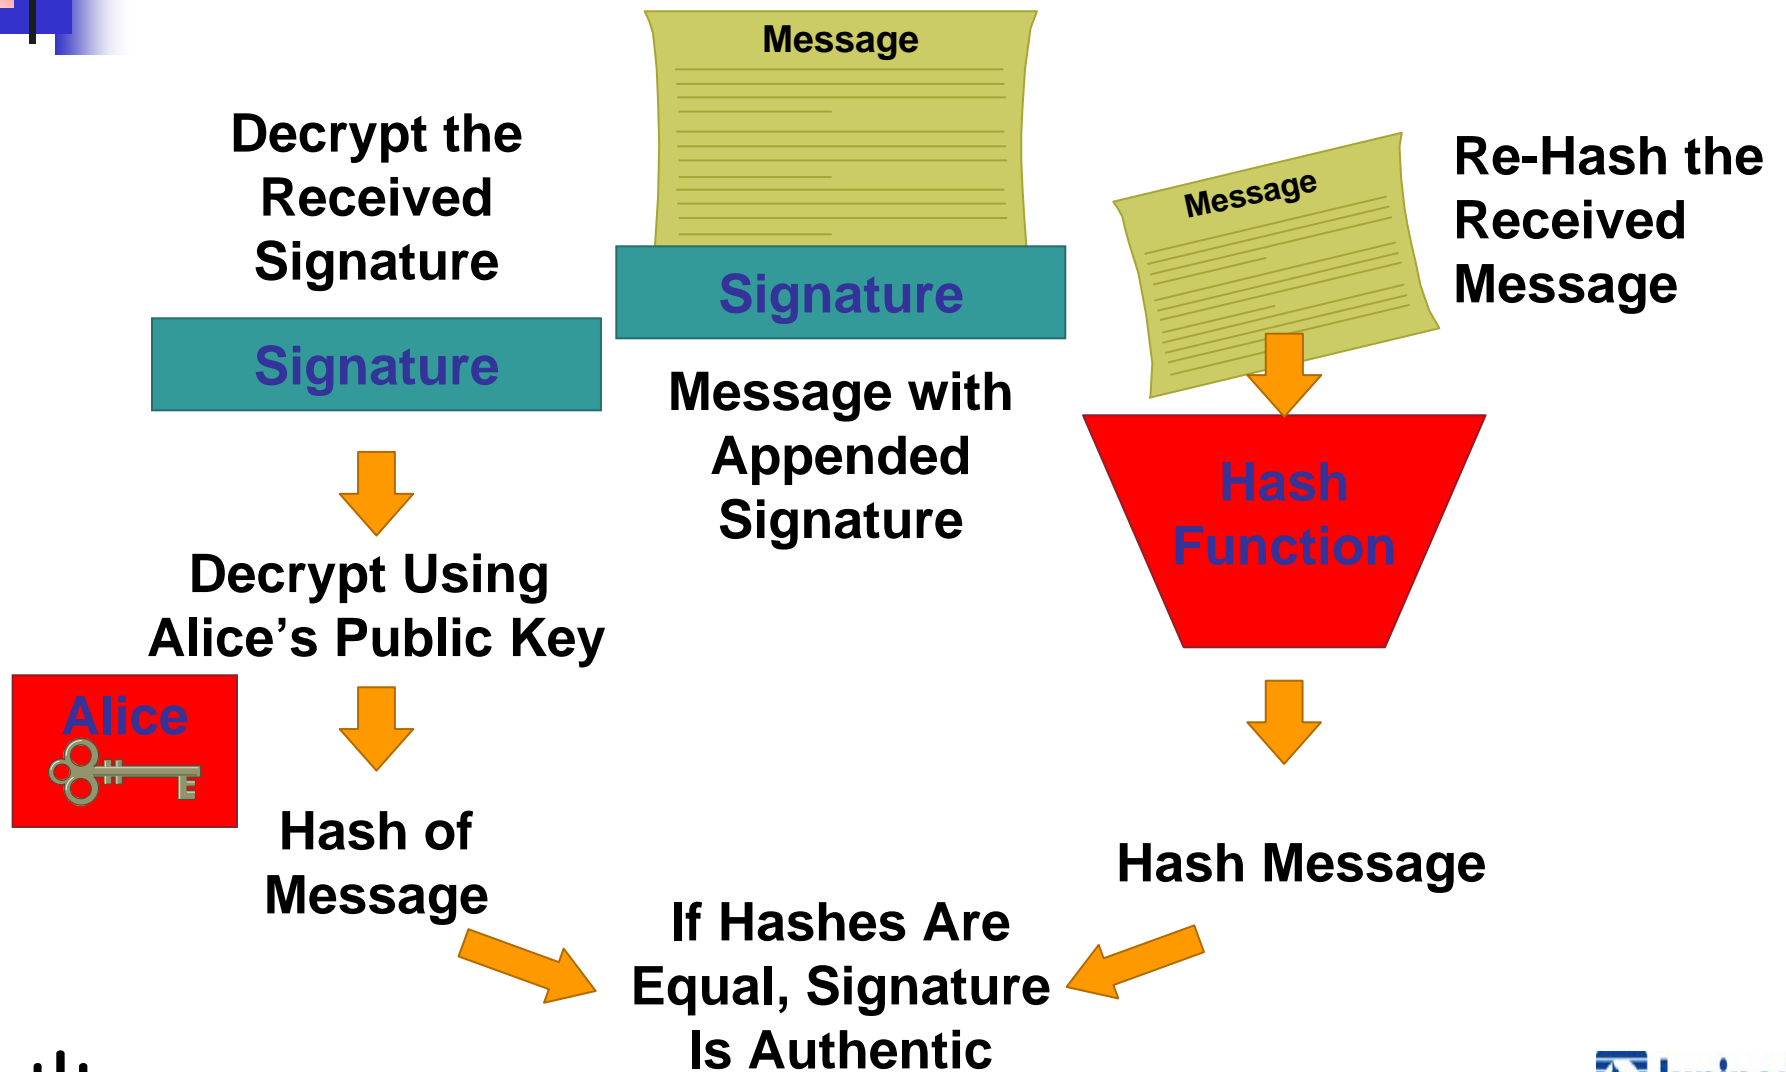 Message
Decrypt the
Received
Signature
Signature
Signature
Message
Re-Hash the
Received
Message
Message with
Appended
Signature
Hash
Function
Decrypt Using
Alice's Public Key
Alice
Hash of
Message
Hash Message
If Hashes Are
Equal, Signature
Is Authentic